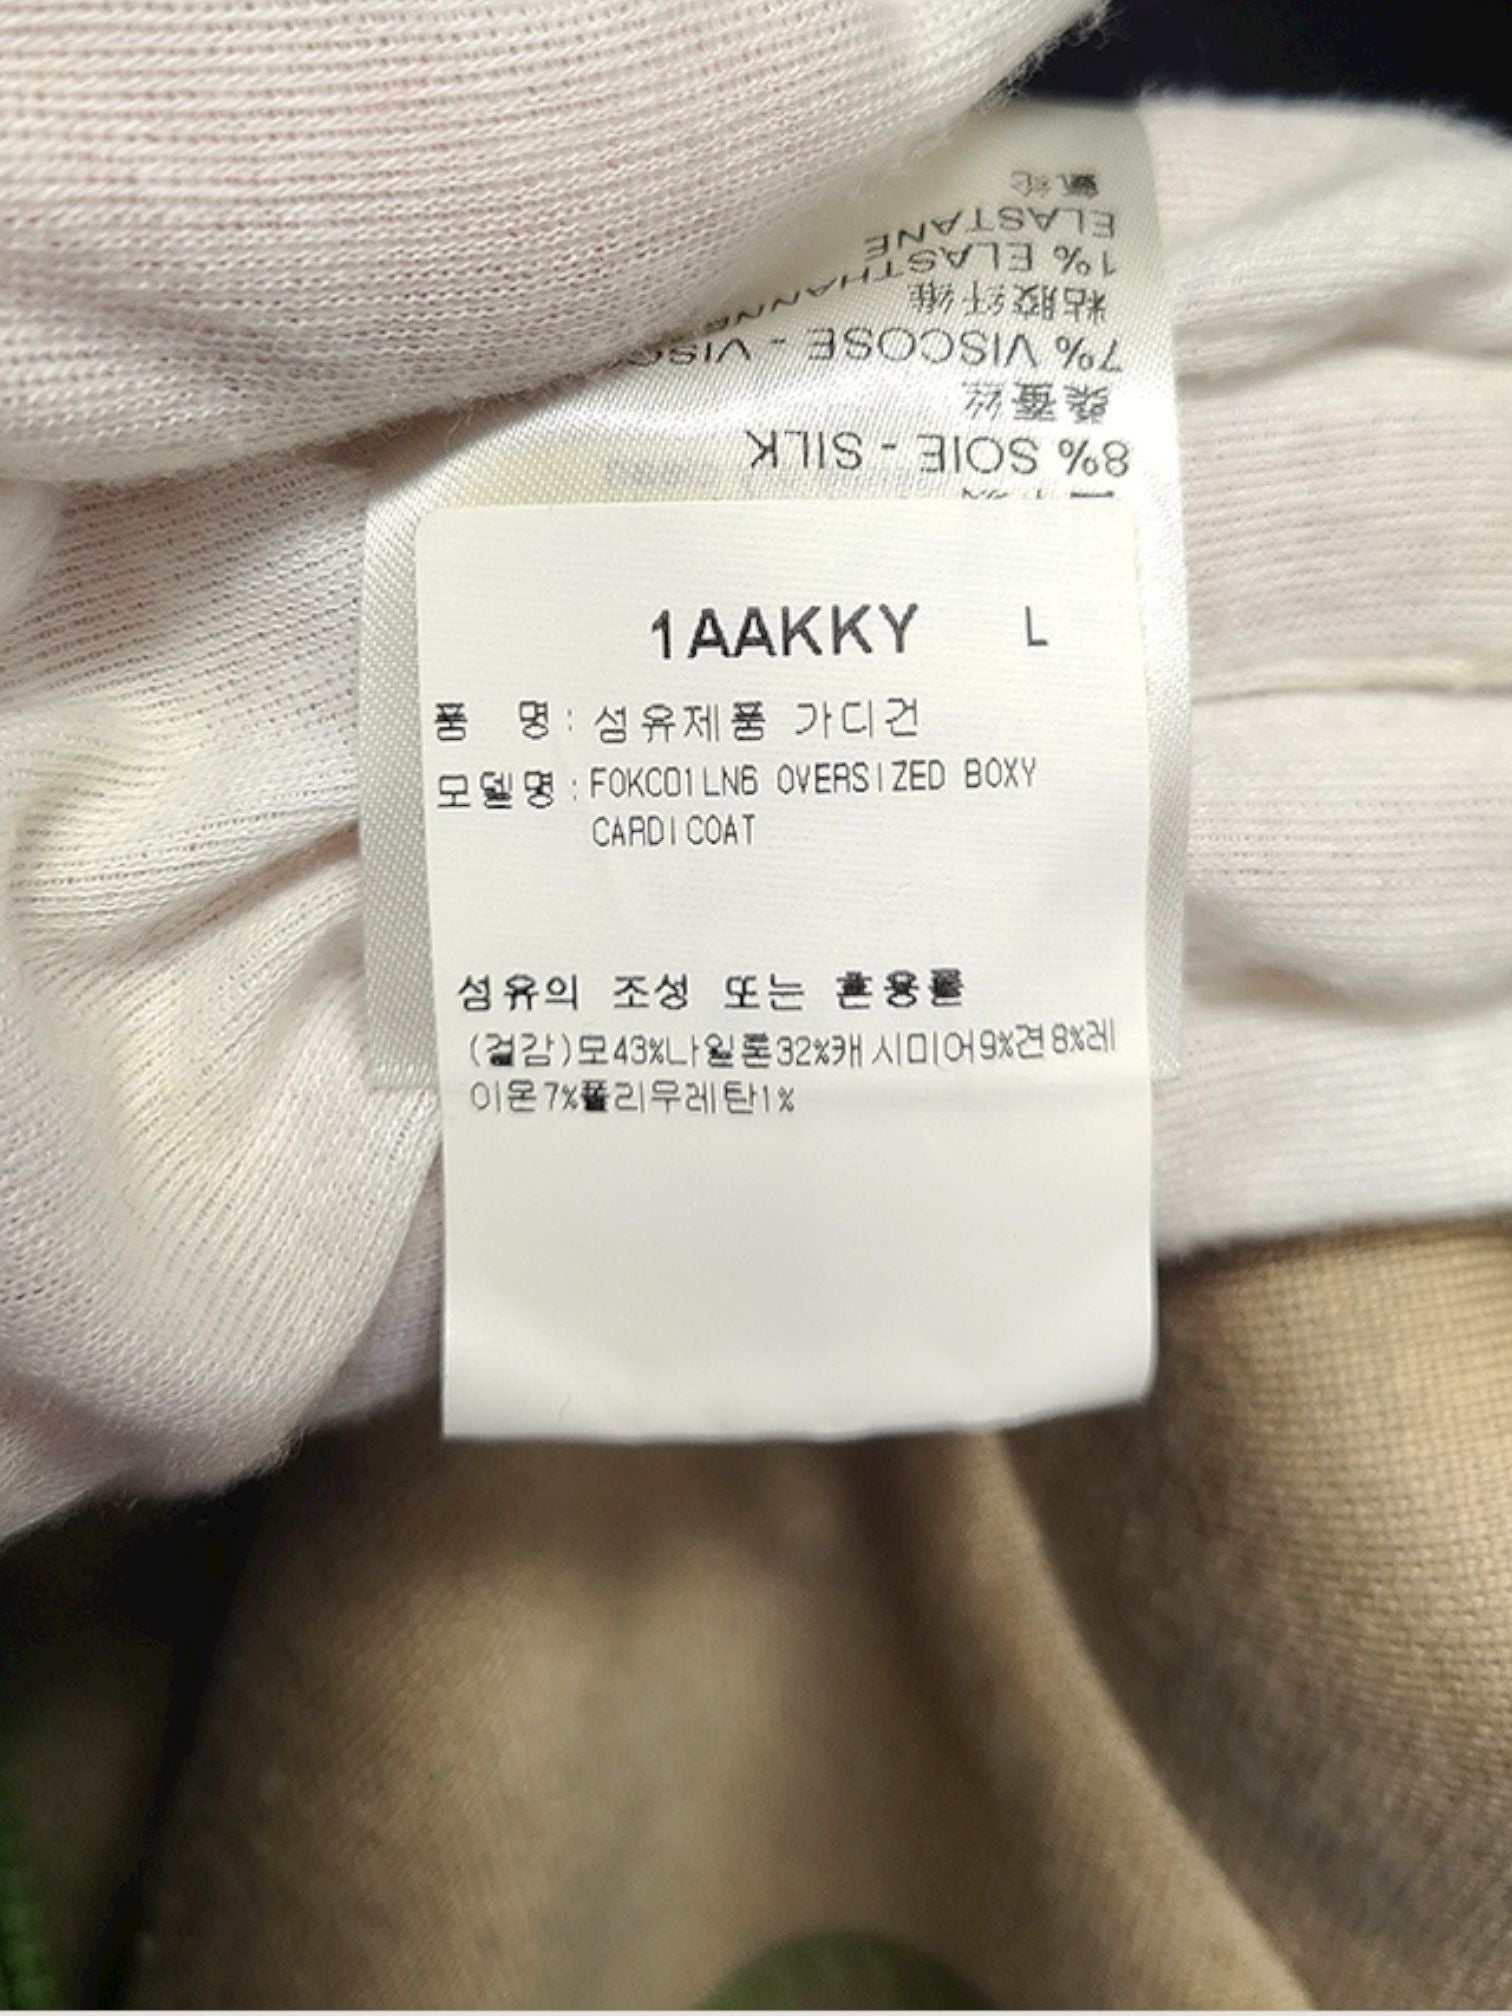 氨纶
ELASTANE
1% ELASTHANNE
粘胶纤维
7% VISCOSE - VISCO
桑蚕丝
8% SOIE - SILK
1AAKKY L
품 명 : 섬유제품 가디건
모델명 : F0KC01LN6 OVERSIZED BOXY
CARDICOAT
섬유의 조성 또는 혼용률
(겉감)모43%나일론32%캐시미어9%견8%레
이온7%폴리우레탄1%